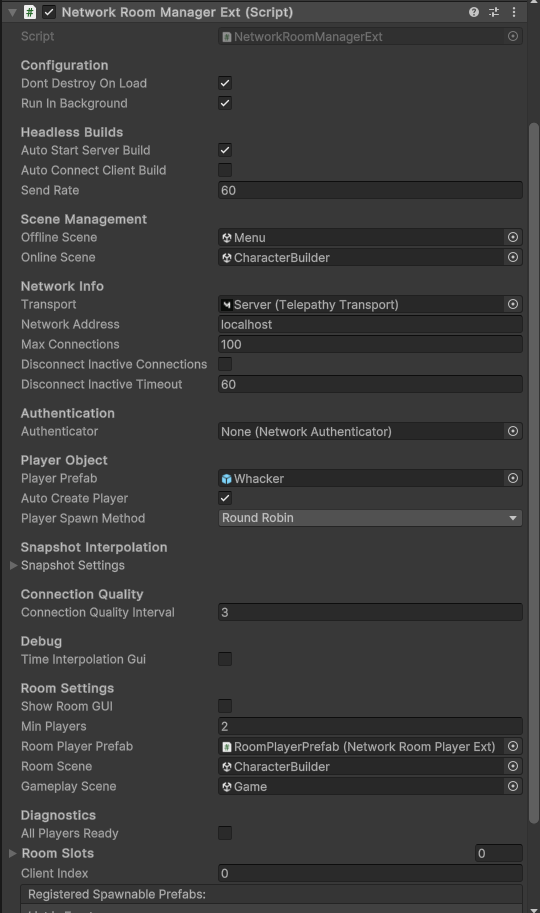 Network Room Manager Ext (Script)
Script NetworkRoomManagerExt
Configuration
Dont Destroy On Load
Run In Background
Headless Builds
Auto Start Server Build
Auto Connect Client Build
Send Rate 60
Scene Management
Offline Scene Menu
Online Scene CharacterBuilder
Network Info
Transport Server (Telepathy Transport)
Network Address localhost
Max Connections 100
Disconnect Inactive Connections
Disconnect Inactive Timeout 60
Authentication
Authenticator None (Network Authenticator)
Player Object
Player Prefab Whacker
Auto Create Player
Player Spawn Method Round Robin
Snapshot Interpolation
Snapshot Settings
Connection Quality
Connection Quality Interval 3
Debug
Time Interpolation Gui
Room Settings
Show Room GUI
Min Players 2
Room Player Prefab RoomPlayerPrefab (Network Room Player Ext)
Room Scene CharacterBuilder
Gameplay Scene Game
Diagnostics
All Players Ready
Room Slots 0
Client Index 0
Registered Spawnable Prefabs: